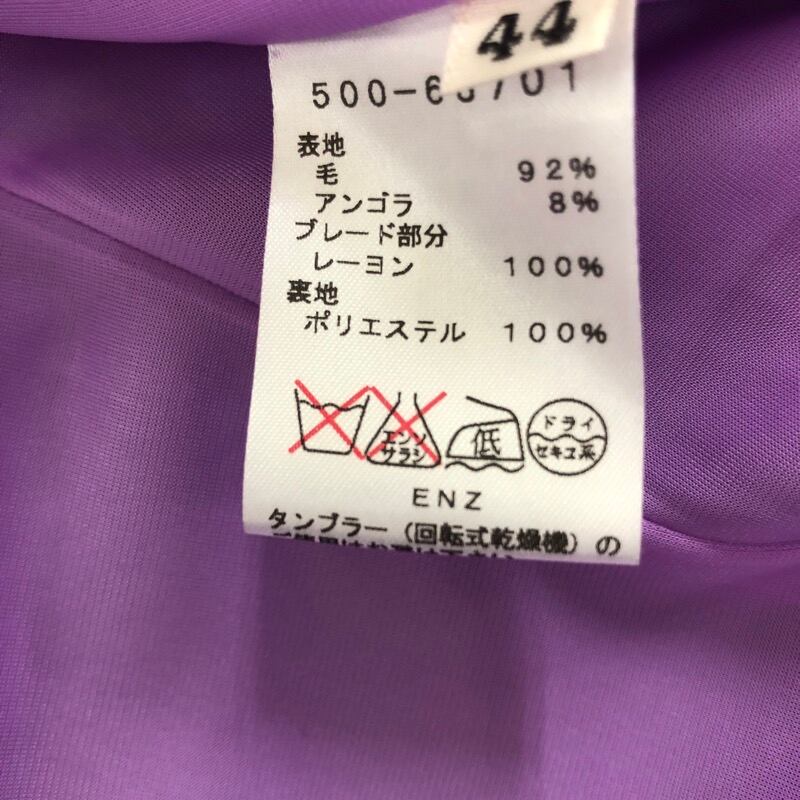 44
500-6
701
表地
毛 92%
アンゴラ 8%
ブレード部分
レーヨン 100%
裏地
ポリエステル 100%
エンソ
サラシ
低
ドライ
セキユ系
ENZ
タンブラー(回転式乾燥機)の